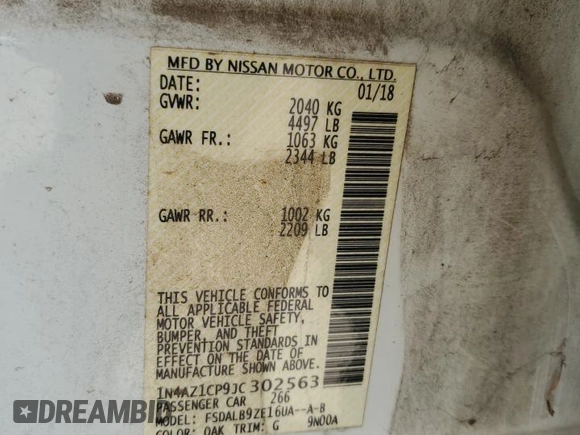 MFD BY NISSAN MOTOR CO., LTD.
DATE: 01/18
GVWR: 2040 KG
4497 LB
GAWR FR.: 1063 KG
2344 LB
GAWR RR.: 1002 KG
2209 LB
THIS VEHICLE CONFORMS TO
ALL APPLICABLE FEDERAL
MOTOR VEHICLE SAFETY,
BUMPER, AND THEFT
PREVENTION STANDARDS IN
EFFECT ON THE DATE OF
MANUFACTURE SHOWN ABOVE.
1N4AZ1CP9JC302563
PASSENGER CAR 266
MODEL: FSDALB9ZE16UA--A-B
COLOR: QAK TRIM: G 9N00A
RIDE SAFELY